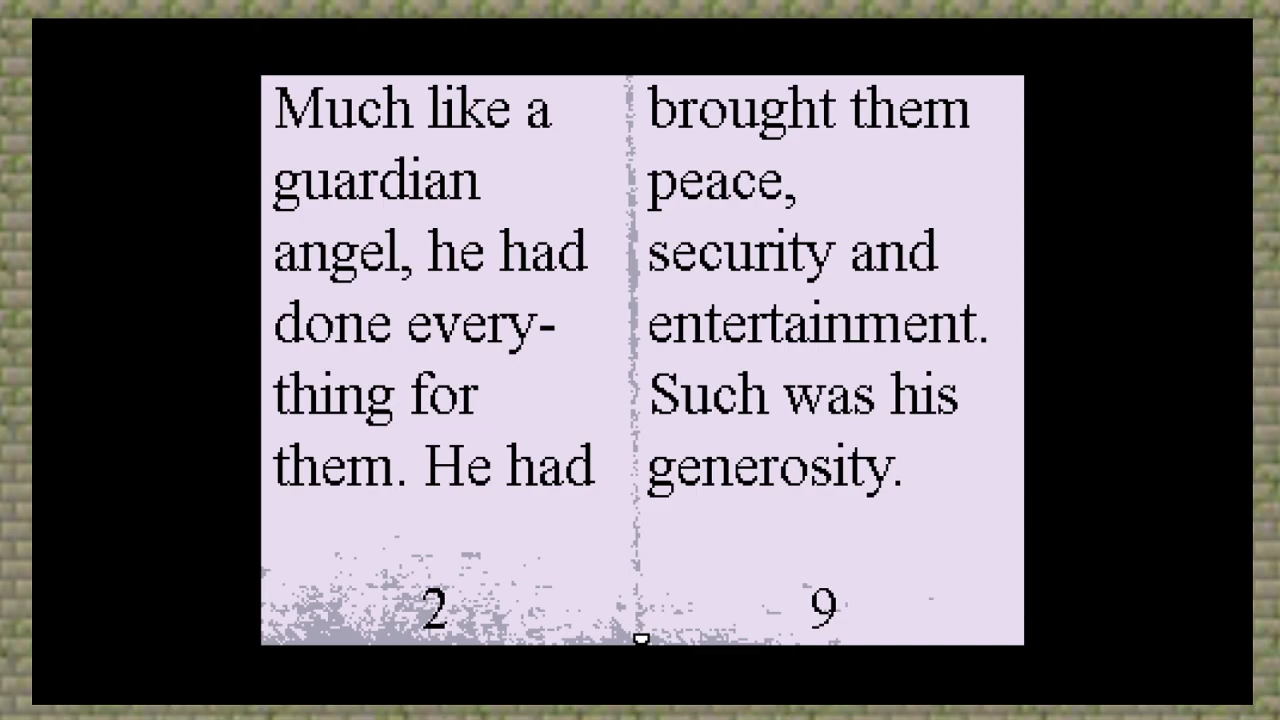 Much like a
guardian
angel, he had
done every-
thing for
them. He had
2
brought them
peace,
security and
entertainment.
Such was his
generosity.
9